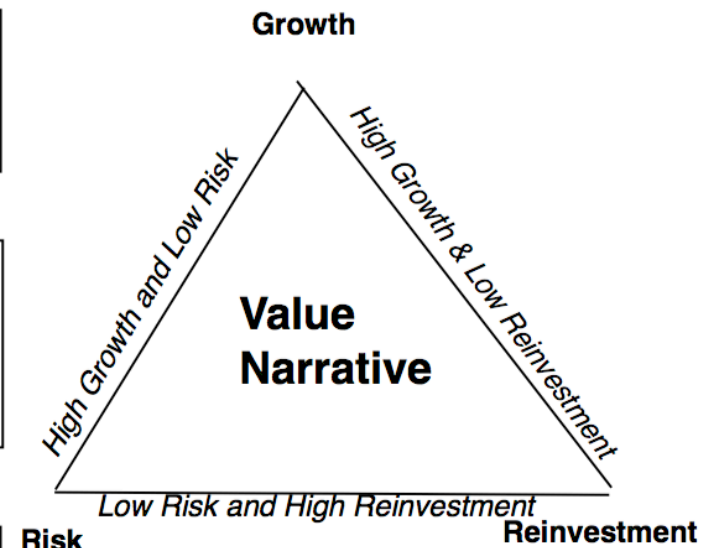 Growth
High Growth and Low Risk
High Growth & Low Reinvestment
Value
Narrative
Low Risk and High Reinvestment
Risk
Reinvestment